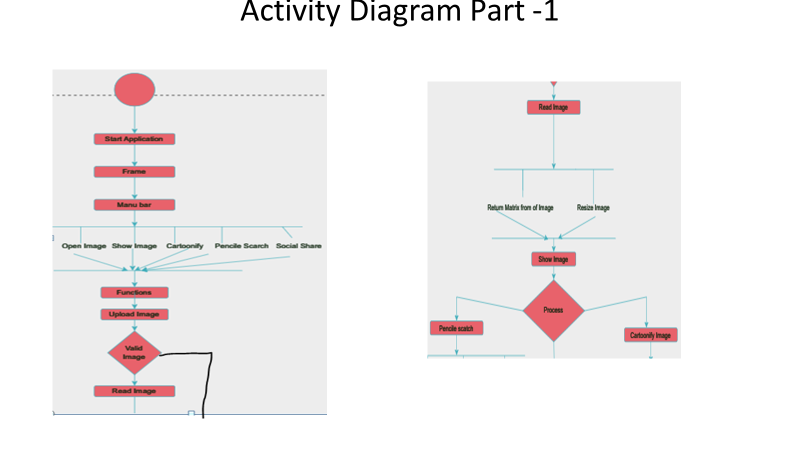 Activity Diagram Part -1
Start Application
Frame
Manu bar
Open Image Show Image Cartoonify Pencile Scarch Social Share
Functions
Upload Image
Valid
Image
Read Image
Read Image
Return Matrix from of Image Resize Image
Show Image
Process
Pencile scatch
Cartoonify Image